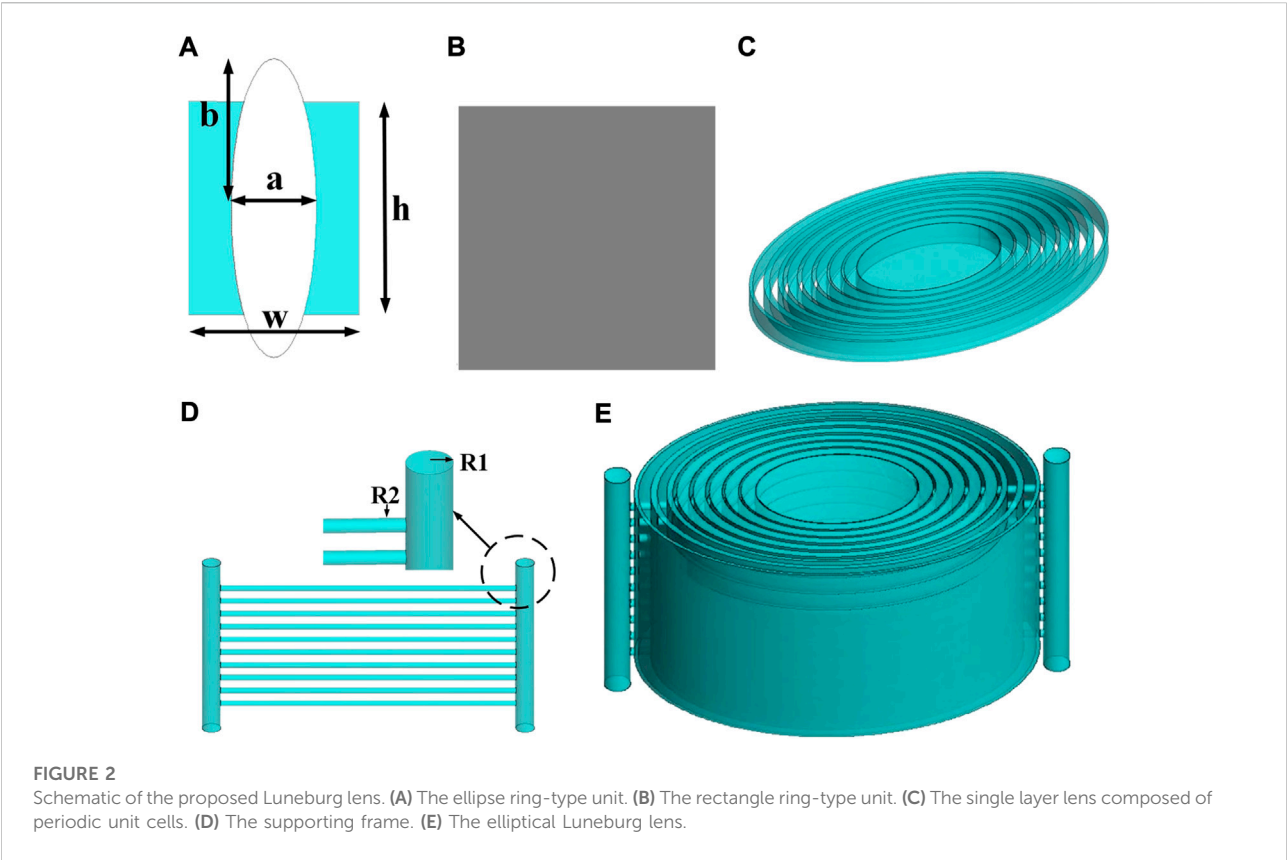 A
B
C
b
a
h
w
D
E
R1
R2
FIGURE 2
Schematic of the proposed Luneburg lens. (A) The ellipse ring-type unit. (B) The rectangle ring-type unit. (C) The single layer lens composed of
periodic unit cells. (D) The supporting frame. (E) The elliptical Luneburg lens.